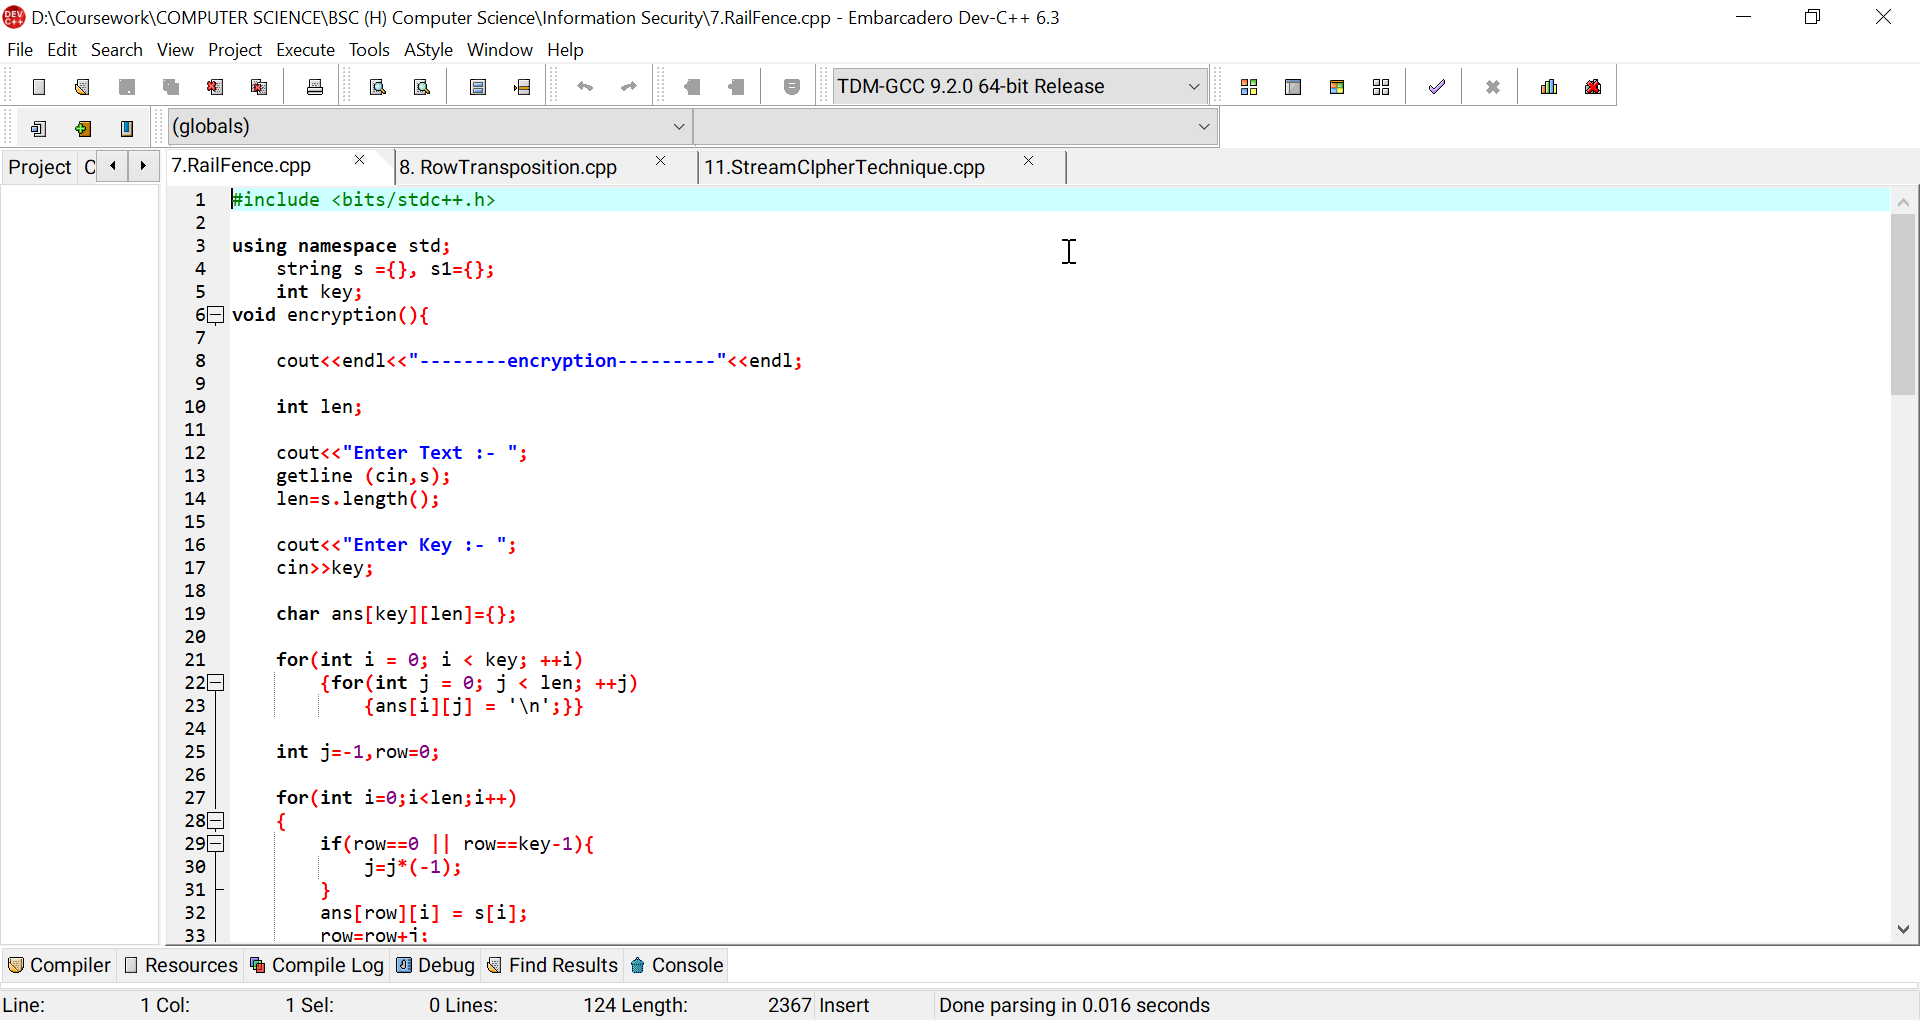 D:\Coursework\COMPUTER SCIENCE\BSC (H) Computer Science\Information Security\7.RailFence.cpp - Embarcadero Dev-C++ 6.3
File Edit Search View Project Execute Tools AStyle Window Help
TDM-GCC 9.2.0 64-bit Release
(globals)
Project C 7.RailFence.cpp 8. RowTransposition.cpp 11.StreamCIpherTechnique.cpp
1 #include <bits/stdc++.h>
2
3 using namespace std;
4     string s ={}, s1={};
5     int key;
6 void encryption(){
7
8     cout<<endl<<"--------encryption---------"<<endl;
9
10     int len;
11
12     cout<<"Enter Text :- ";
13     getline (cin,s);
14     len=s.length();
15
16     cout<<"Enter Key :- ";
17     cin>>key;
18
19     char ans[key][len]={};
20
21     for(int i = 0; i < key; ++i)
22         {for(int j = 0; j < len; ++j)
23             {ans[i][j] = '\n';}}
24
25     int j=-1,row=0;
26
27     for(int i=0;i<len;i++)
28     {
29         if(row==0 || row==key-1){
30             j=j*(-1);
31         }
32         ans[row][i] = s[i];
33         row=row+j;
Compiler Resources Compile Log Debug Find Results Console
Line: 1 Col: 1 Sel: 0 Lines: 124 Length: 2367 Insert Done parsing in 0.016 seconds